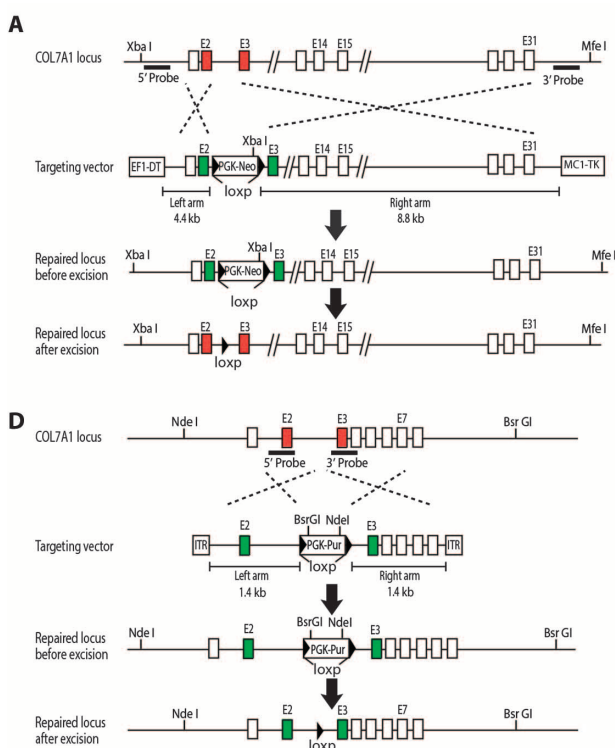 A
Xba I
E2
E3
E14
E15
E31
Mfe I
COL7A1 locus
5' Probe
3' Probe
Xba I
E2
E3
E14
E15
E31
Targeting vector
EF1-DT
PGK-Neo
MC1-TK
loxp
Left arm
4.4 kb
Right arm
8.8 kb
Repaired locus
before excision
Xba I
E2
Xba I
E3
E14
E15
E31
Mfe I
PGK-Neo
loxp
Repaired locus
after excision
Xba I
E2
E3
E14
E15
E31
Mfe I
loxp
D
Nde I
E2
E3
E7
Bsr GI
COL7A1 locus
5' Probe
3' Probe
BsrGI
NdeI
E2
E3
Targeting vector
ITR
PGK-Pur
ITR
loxp
Left arm
1.4 kb
Right arm
1.4 kb
Repaired locus
before excision
Nde I
E2
BsrGI
NdeI
E3
Bsr GI
PGK-Pur
loxp
Repaired locus
after excision
Nde I
E2
E3
E7
Bsr GI
loxp